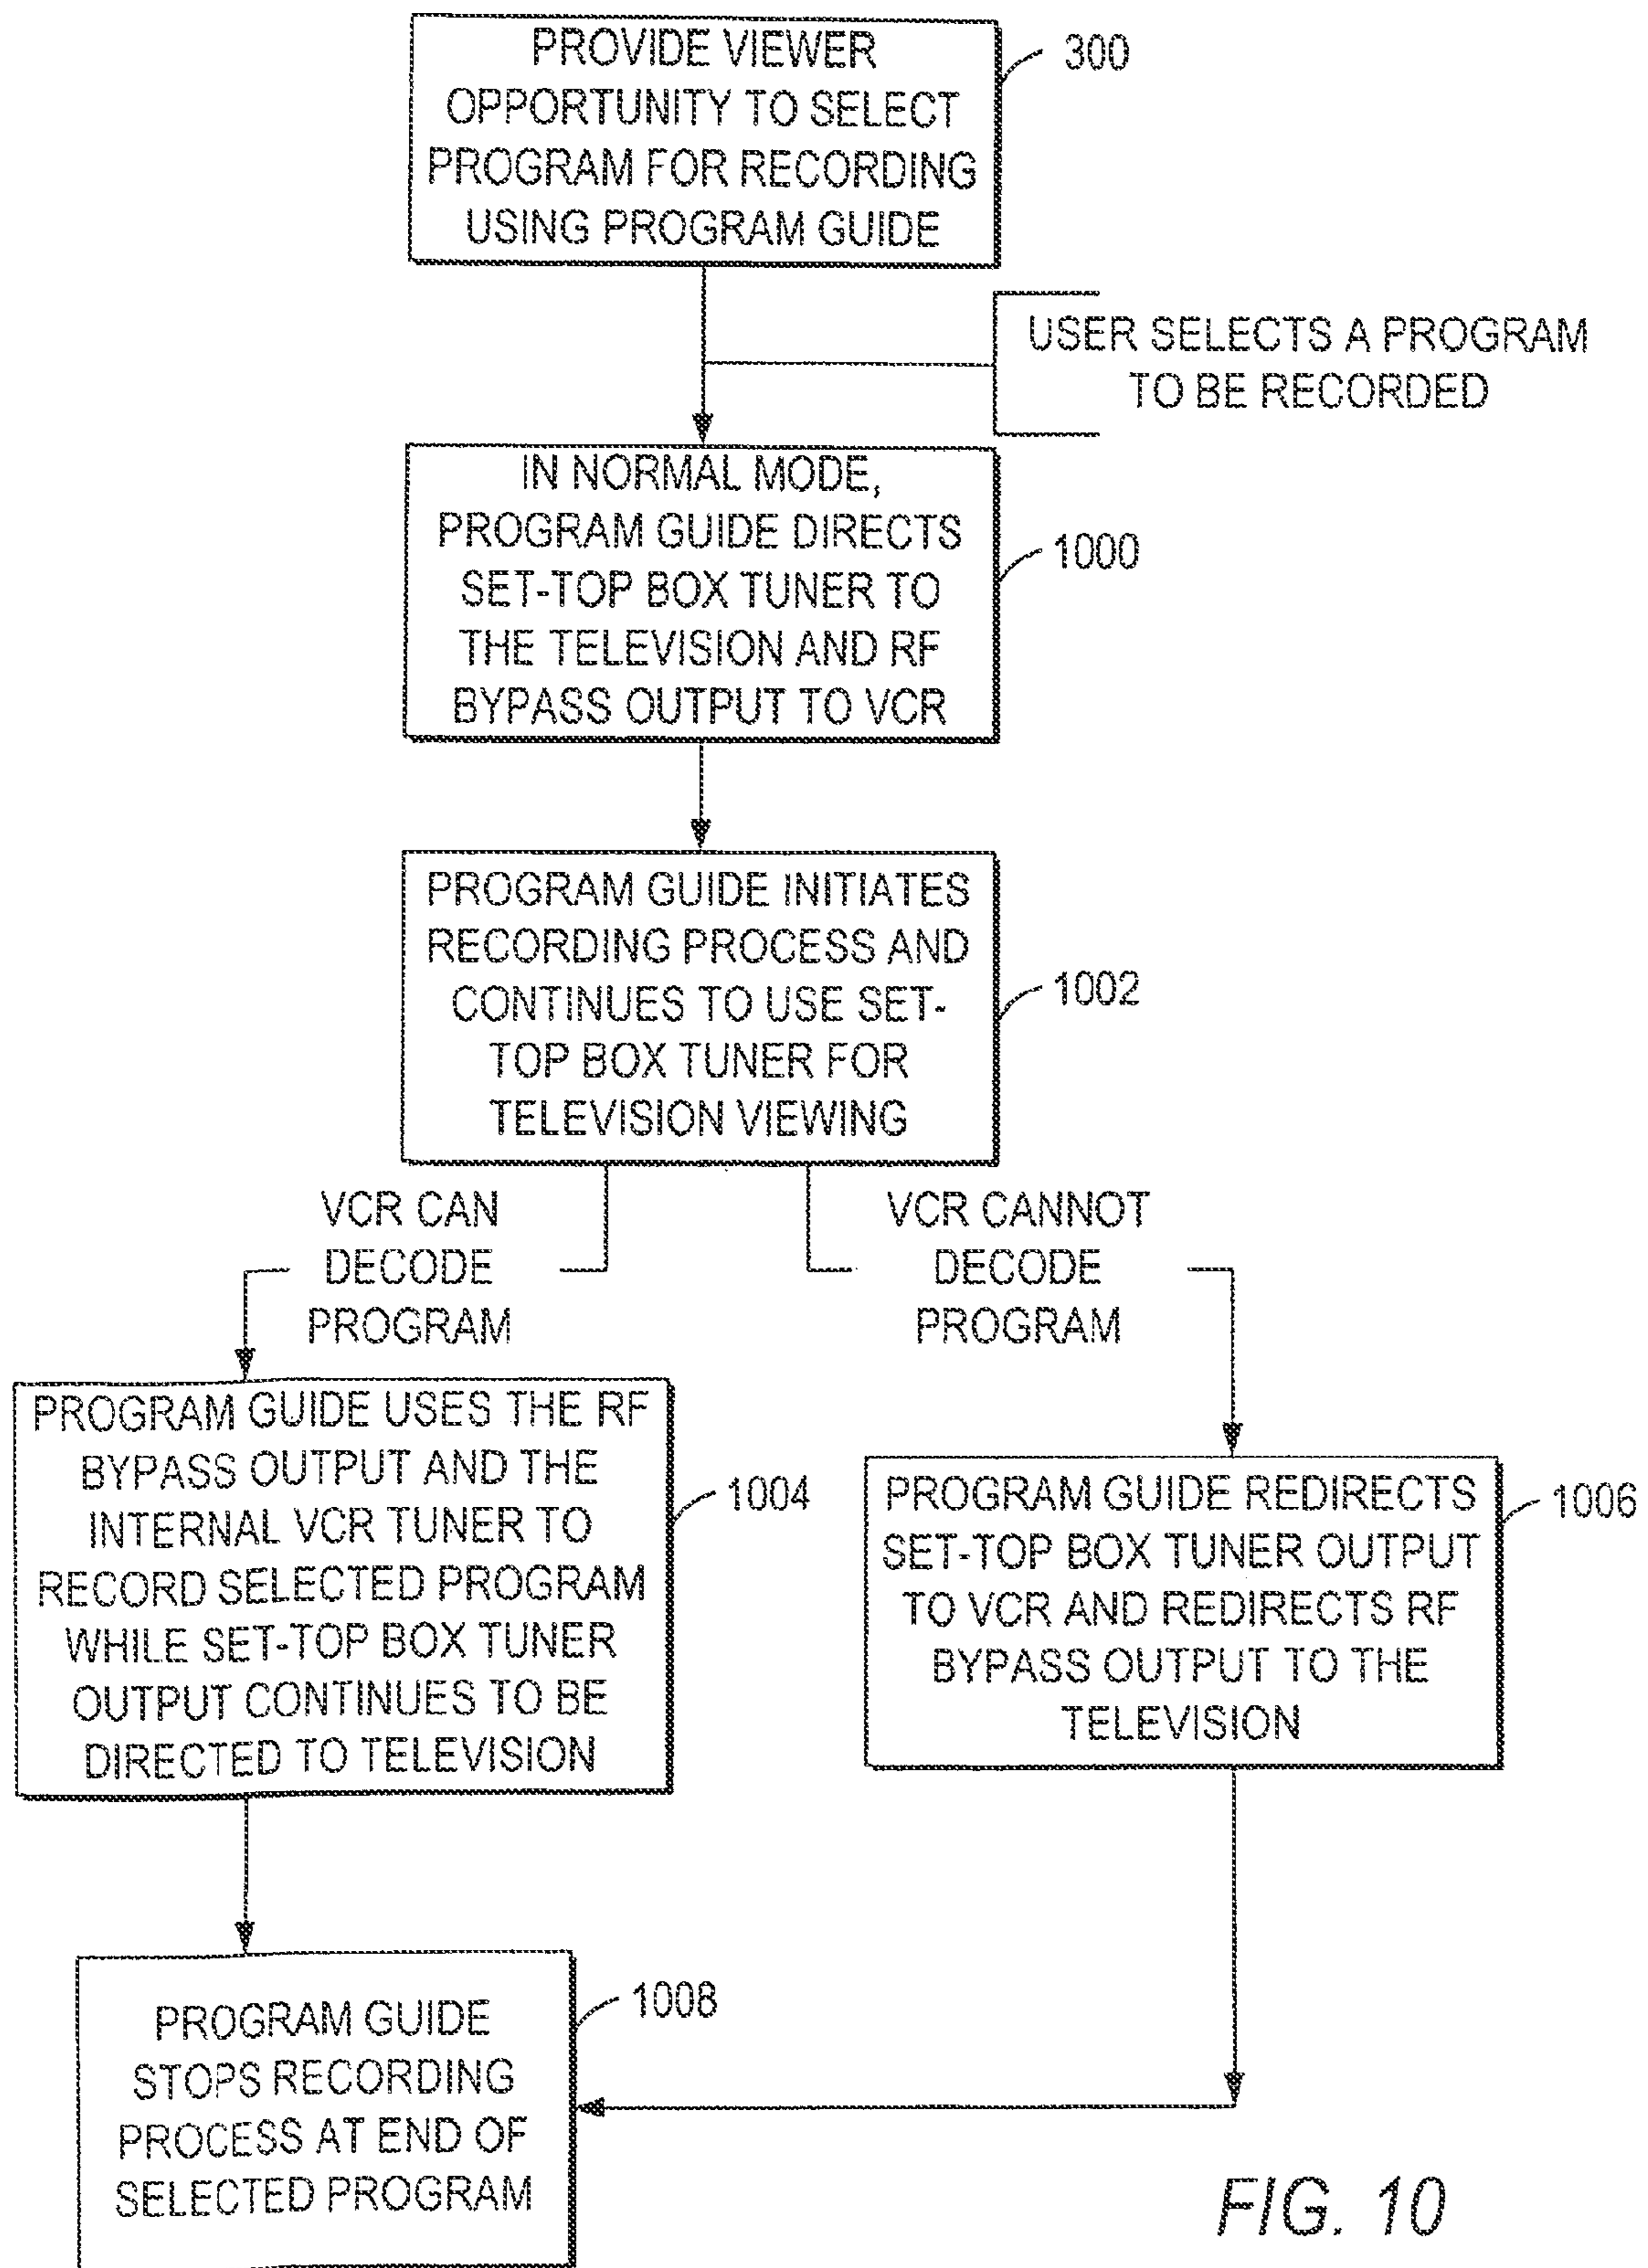 PROVIDE VIEWER
OPPORTUNITY TO SELECT
PROGRAM FOR RECORDING
USING PROGRAM GUIDE
300
USER SELECTS A PROGRAM
TO BE RECORDED
IN NORMAL MODE,
PROGRAM GUIDE DIRECTS
SET-TOP BOX TUNER TO
THE TELEVISION AND RF
BYPASS OUTPUT TO VCR
1000
PROGRAM GUIDE INITIATES
RECORDING PROCESS AND
CONTINUES TO USE SET-
TOP BOX TUNER FOR
TELEVISION VIEWING
1002
VCR CAN
DECODE
PROGRAM
VCR CANNOT
DECODE
PROGRAM
PROGRAM GUIDE USES THE RF
BYPASS OUTPUT AND THE
INTERNAL VCR TUNER TO
RECORD SELECTED PROGRAM
WHILE SET-TOP BOX TUNER
OUTPUT CONTINUES TO BE
DIRECTED TO TELEVISION
1004
PROGRAM GUIDE REDIRECTS
SET-TOP BOX TUNER OUTPUT
TO VCR AND REDIRECTS RF
BYPASS OUTPUT TO THE
TELEVISION
1006
PROGRAM GUIDE
STOPS RECORDING
PROCESS AT END OF
SELECTED PROGRAM
1008
FIG. 10